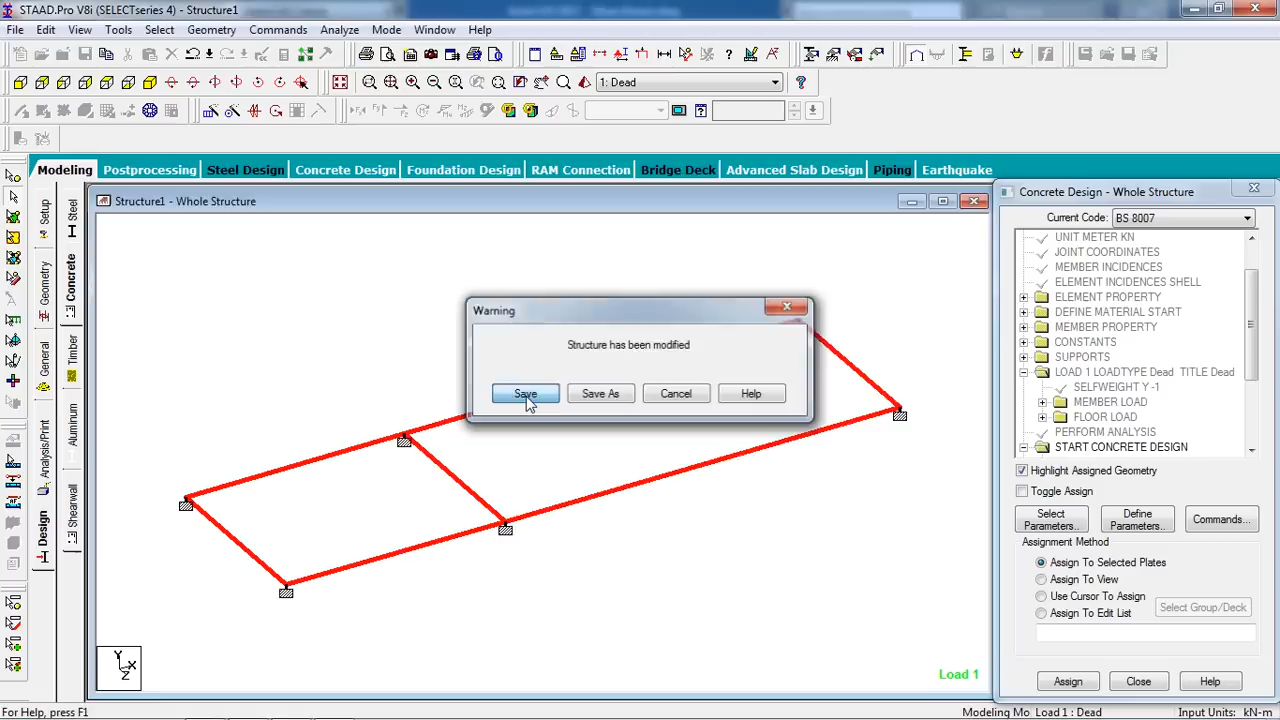 STAAD.Pro V8i (SELECTseries 4) - Structure1
File Edit View Tools Select Geometry Commands Analyze Mode Window Help
1: Dead
Modeling Postprocessing Steel Design Concrete Design Foundation Design RAM Connection Bridge Deck Advanced Slab Design Piping Earthquake
Setup
Geometry
General
Analysis/Print
Design
Steel
Concrete
Timber
Aluminum
Shearwall
Structure1 - Whole Structure
Warning
Structure has been modified
Save Save As Cancel Help
Y
X
Z
Load 1
Concrete Design - Whole Structure
Current Code: BS 8007
UNIT METER KN
JOINT COORDINATES
MEMBER INCIDENCES
ELEMENT INCIDENCES SHELL
ELEMENT PROPERTY
DEFINE MATERIAL START
MEMBER PROPERTY
CONSTANTS
SUPPORTS
LOAD 1 LOADTYPE Dead TITLE Dead
SELFWEIGHT Y -1
MEMBER LOAD
FLOOR LOAD
PERFORM ANALYSIS
START CONCRETE DESIGN
Highlight Assigned Geometry
Toggle Assign
Select Parameters..
Define Parameters..
Commands...
Assignment Method
Assign To Selected Plates
Assign To View
Use Cursor To Assign
Assign To Edit List
Select Group/Deck
Assign Close Help
For Help, press F1
Modeling Mo Load 1 : Dead Input Units: kN-m